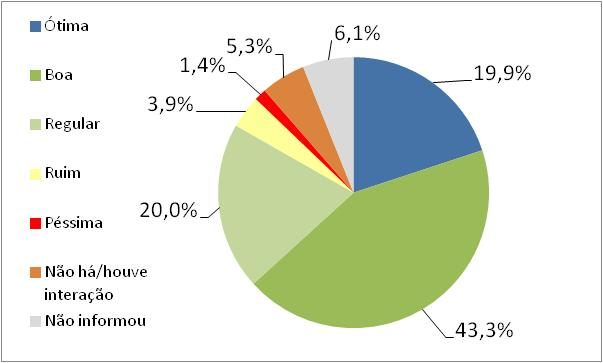 Ótima
Boa
Regular
Ruim
Péssima
Não há/houve
interação
Não informou
19,9%
43,3%
20,0%
3,9%
1,4%
5,3%
6,1%